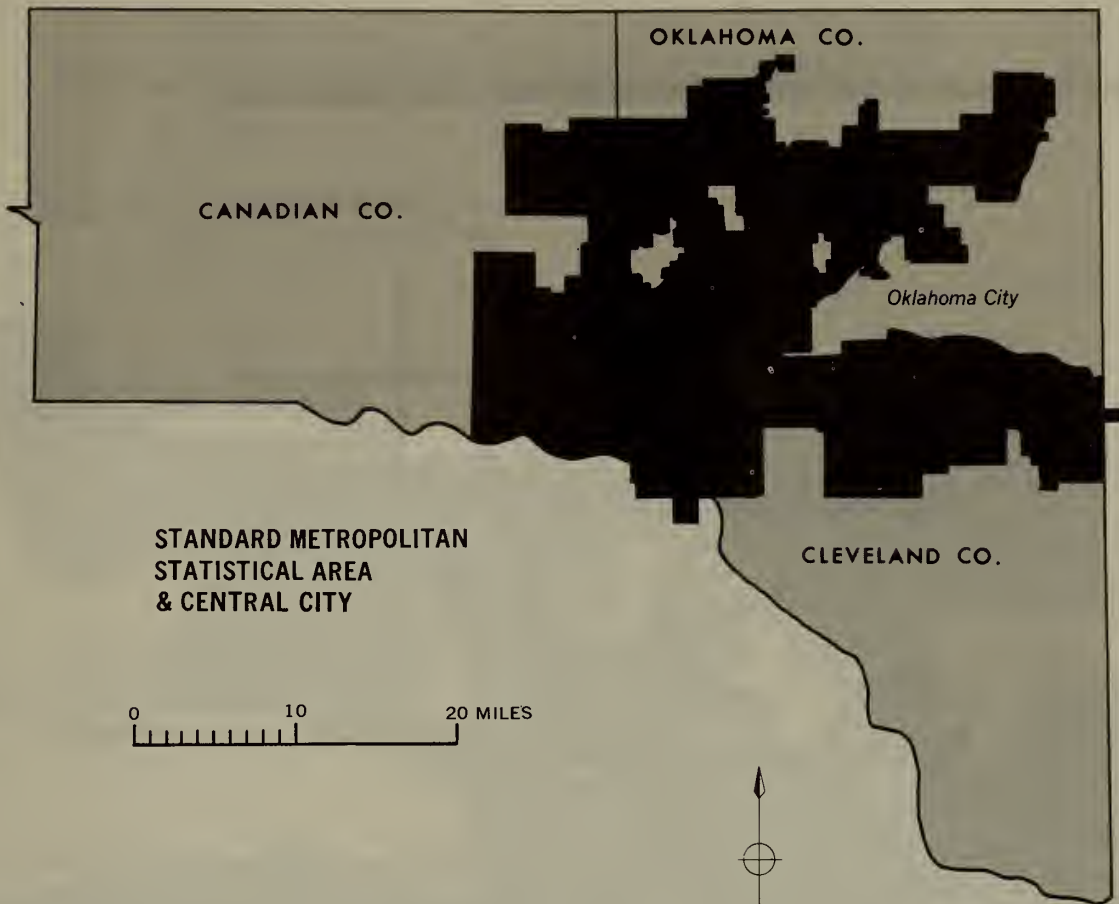 OKLAHOMA CO.
CANADIAN CO.
Oklahoma City
STANDARD METROPOLITAN
STATISTICAL AREA
& CENTRAL CITY
CLEVELAND CO.
0 10 20 MILES